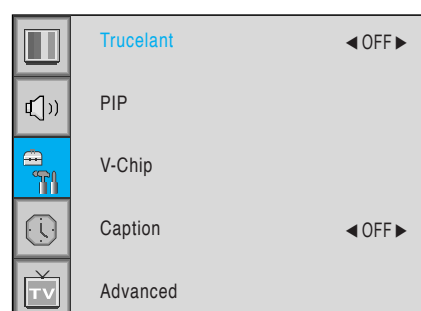 Trucelant ◀OFF▶
PIP
V-Chip
Caption ◀OFF▶
Advanced
TV